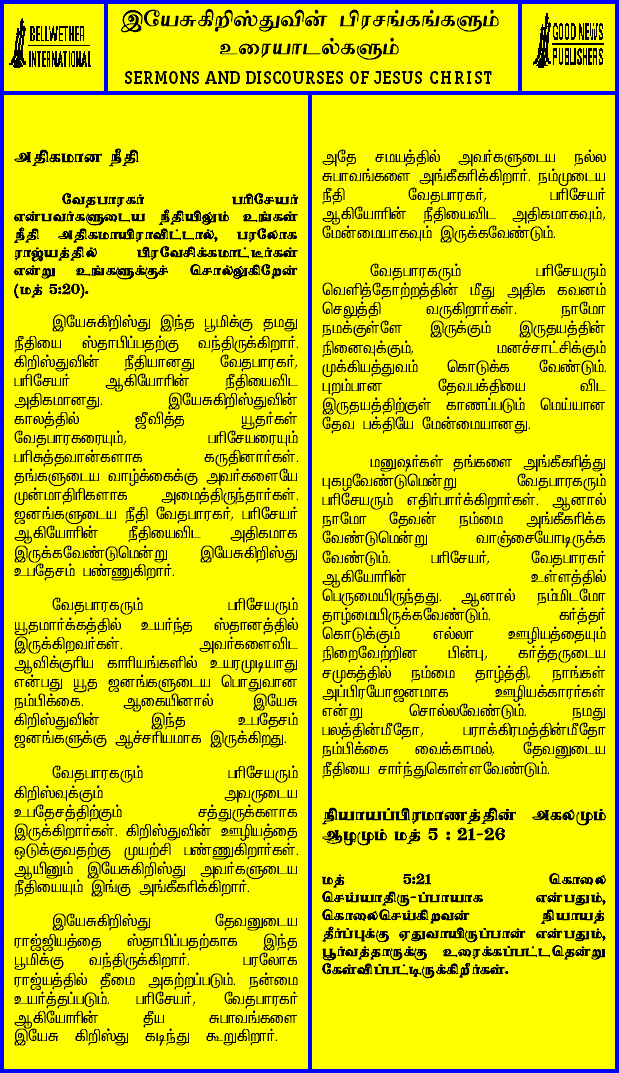 BELLWETHER
INTERNATIONAL
இயேசுகிறிஸ்துவின் பிரசங்கங்களும்
உரையாடல்களும்
SERMONS AND DISCOURSES OF JESUS CHRIST
GOOD NEWS
PUBLISHERS
அதிகமான நீதி
வேதபாரகர் பரிசேயர்
என்பவர்களுடைய நீதியிலும் உங்கள்
நீதி அதிகமாயிராவிட்டால், பரலோக
ராஜ்யத்தில் பிரவேசிக்கமாட்டீர்கள்
என்று உங்களுக்குச் சொல்லுகிறேன்
(மத் 5:20).
இயேசுகிறிஸ்து இந்த பூமிக்கு தமது
நீதியை ஸ்தாபிப்பதற்கு வந்திருக்கிறார்.
கிறிஸ்துவின் நீதியானது வேதபாரகர்,
பரிசேயர் ஆகியோரின் நீதியைவிட
அதிகமானது. இயேசுகிறிஸ்துவின்
காலத்தில் ஜீவித்த யூதர்கள்
வேதபாரகரையும், பரிசேயரையும்
பரிசுத்தவான்களாக கருதினார்கள்.
தங்களுடைய வாழ்க்கைக்கு அவர்களையே
முன்மாதிரிகளாக அமைத்திருந்தார்கள்.
ஜனங்களுடைய நீதி வேதபாரகர், பரிசேயர்
ஆகியோரின் நீதியைவிட அதிகமாக
இருக்கவேண்டுமென்று இயேசுகிறிஸ்து
உபதேசம் பண்ணுகிறார்.
வேதபாரகரும் பரிசேயரும்
யூதமார்க்கத்தில் உயர்ந்த ஸ்தானத்தில்
இருக்கிறவர்கள். அவர்களைவிட
ஆவிக்குரிய காரியங்களில் உயரமுடியாது
என்பது யூத ஜனங்களுடைய பொதுவான
நம்பிக்கை. ஆகையினால் இயேசு
கிறிஸ்துவின் இந்த உபதேசம்
ஜனங்களுக்கு ஆச்சரியமாக இருக்கிறது.
வேதபாரகரும் பரிசேயரும்
கிறிஸ்வுக்கும் அவருடைய
உபதேசத்திற்கும் சத்துருக்களாக
இருக்கிறார்கள். கிறிஸ்துவின் ஊழியத்தை
ஒடுக்குவதற்கு முயற்சி பண்ணுகிறார்கள்.
ஆயினும் இயேசுகிறிஸ்து அவர்களுடைய
நீதியையும் இங்கு அங்கீகரிக்கிறார்.
இயேசுகிறிஸ்து தேவனுடைய
ராஜ்ஜியத்தை ஸ்தாபிப்பதற்காக இந்த
பூமிக்கு வந்திருக்கிறார். பரலோக
ராஜ்யத்தில் தீமை அகற்றப்படும். நன்மை
உயர்த்தப்படும். பரிசேயர், வேதபாரகர்
ஆகியோரின் தீய சுபாவங்களை
இயேசு கிறிஸ்து கடிந்து கூறுகிறார்.
அதே சமயத்தில் அவர்களுடைய நல்ல
சுபாவங்களை அங்கீகரிக்கிறார். நம்முடைய
நீதி வேதபாரகர், பரிசேயர்
ஆகியோரின் நீதியைவிட அதிகமாகவும்,
மேன்மையாகவும் இருக்கவேண்டும்.
வேதபாரகரும் பரிசேயரும்
வெளித்தோற்றத்தின் மீது அதிக கவனம்
செலுத்தி வருகிறார்கள். நாமோ
நமக்குள்ளே இருக்கும் இருதயத்தின்
நினைவுக்கும், மனச்சாட்சிக்கும்
முக்கியத்துவம் கொடுக்க வேண்டும்.
புறம்பான தேவபக்தியை விட
இருதயத்திற்குள் காணப்படும் மெய்யான
தேவ பக்தியே மேன்மையானது.
மனுஷர்கள் தங்களை அங்கீகரித்து
புகழவேண்டுமென்று வேதபாரகரும்
பரிசேயரும் எதிர்பார்க்கிறார்கள். ஆனால்
நாமோ தேவன் நம்மை அங்கீகரிக்க
வேண்டுமென்று வாஞ்சையோடிருக்க
வேண்டும். பரிசேயர், வேதபாரகர்
ஆகியோரின் உள்ளத்தில்
பெருமையிருந்தது. ஆனால் நம்மிடமோ
தாழ்மையிருக்கவேண்டும். கர்த்தர்
கொடுக்கும் எல்லா ஊழியத்தையும்
நிறைவேற்றின பின்பு, கர்த்தருடைய
சமுகத்தில் நம்மை தாழ்த்தி, நாங்கள்
அப்பிரயோஜனமாக ஊழியக்காரர்கள்
என்று சொல்லவேண்டும். நமது
பலத்தின்மீதோ, பராக்கிரமத்தின்மீதோ
நம்பிக்கை வைக்காமல், தேவனுடைய
நீதியை சார்ந்துகொள்ளவேண்டும்.
நியாயப்பிரமாணத்தின் அகலமும்
ஆழமும் மத் 5 : 21-26
மத் 5:21 கொலை
செய்யாதிரு-ப்பாயாக என்பதும்,
கொலைசெய்கிறவன் நியாயத்
தீர்ப்புக்கு ஏதுவாயிருப்பான் என்பதும்,
பூர்வத்தாருக்கு உரைக்கப்பட்டதென்று
கேள்விப்பட்டிருக்கிறீர்கள்.